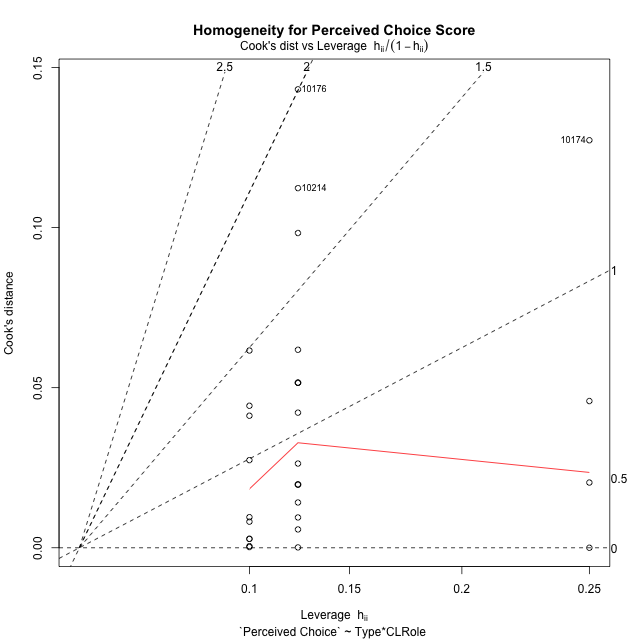 Homogeneity for Perceived Choice Score
Cook's dist vs Leverage hii/(1 − hii)
2.5 2 1.5
0.15
10176
10174
10214
0.10
1
Cook's distance
0.05
0.5
0.00
0
0.1 0.15 0.2 0.25
Leverage hii
`Perceived Choice` ~ Type*CLRole